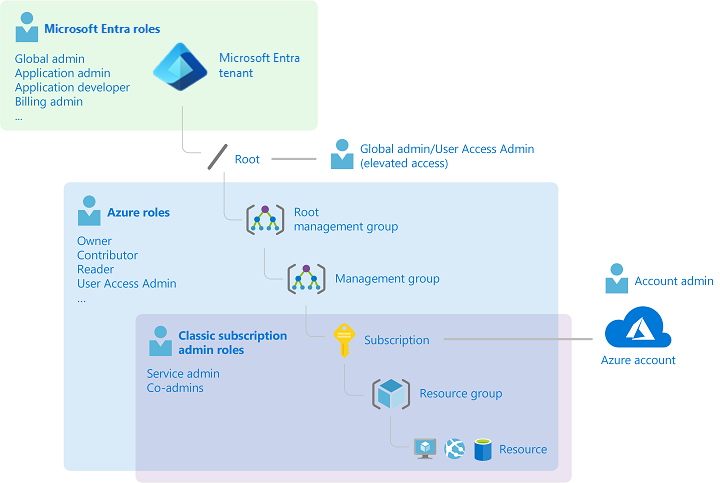 Microsoft Entra roles
Global admin
Application admin
Application developer
Billing admin
...
Microsoft Entra
tenant
Root
Global admin/User Access Admin
(elevated access)
Azure roles
Owner
Contributor
Reader
User Access Admin
...
Root
management group
Management group
Account admin
Azure account
Classic subscription
admin roles
Service admin
Co-admins
Subscription
Resource group
Resource